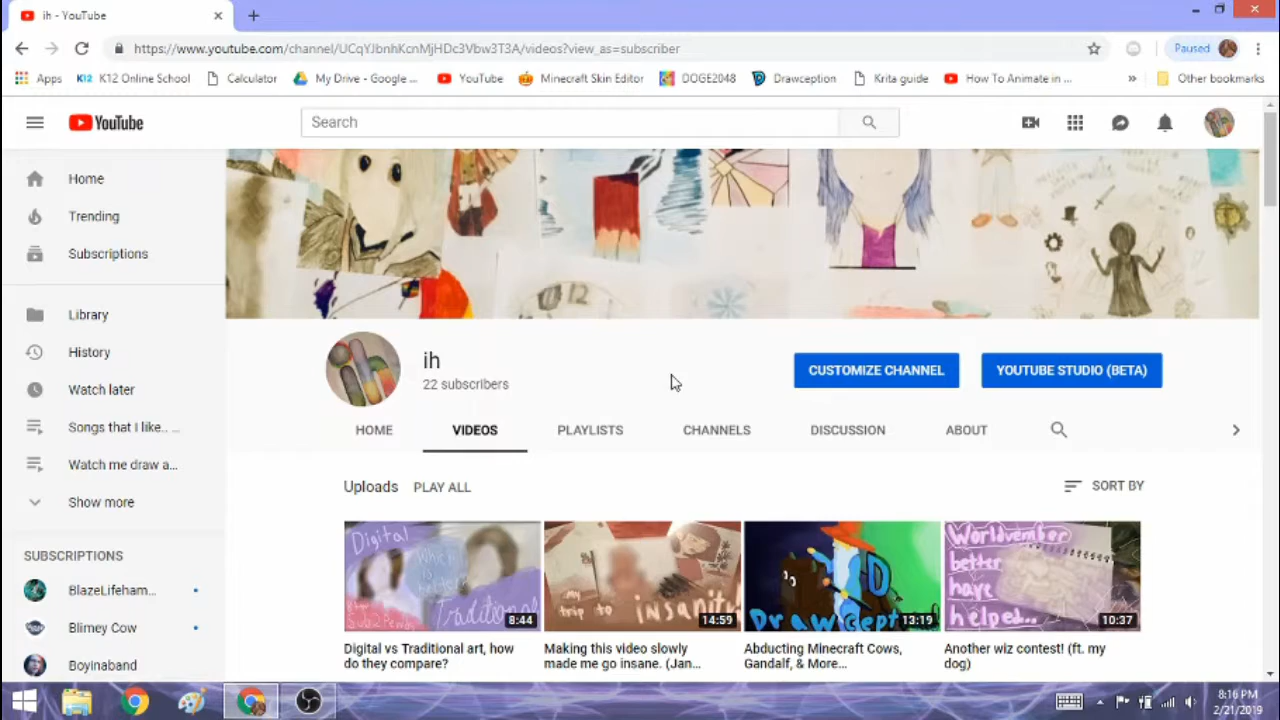 ih - YouTube
https://www.youtube.com/channel/UCqYJbnhKcnMjHDc3Vbw3T3A/videos?view_as=subscriber
Paused
Apps K12 K12 Online School Calculator My Drive - Google ... YouTube Minecraft Skin Editor DOGE2048 Drawception Krita guide How To Animate in ... » Other bookmarks
YouTube
Search
Home
Trending
Subscriptions
Library
History
Watch later
Songs that I like.. ...
Watch me draw a...
Show more
SUBSCRIPTIONS
BlazeLifeham...
Blimey Cow
Boyinaband
12
ih
22 subscribers
CUSTOMIZE CHANNEL
YOUTUBE STUDIO (BETA)
HOME VIDEOS PLAYLISTS CHANNELS DISCUSSION ABOUT
Uploads PLAY ALL
SORT BY
Digital
which is better?
Traditional
8:44
my trip to insanity
14:59
Drawcept
13:19
Worldvember
better
have
helped..
10:37
Digital vs Traditional art, how
do they compare?
Making this video slowly
made me go insane. (Jan...
Abducting Minecraft Cows,
Gandalf, & More...
Another wiz contest! (ft. my
dog)
8:16 PM
2/21/2019